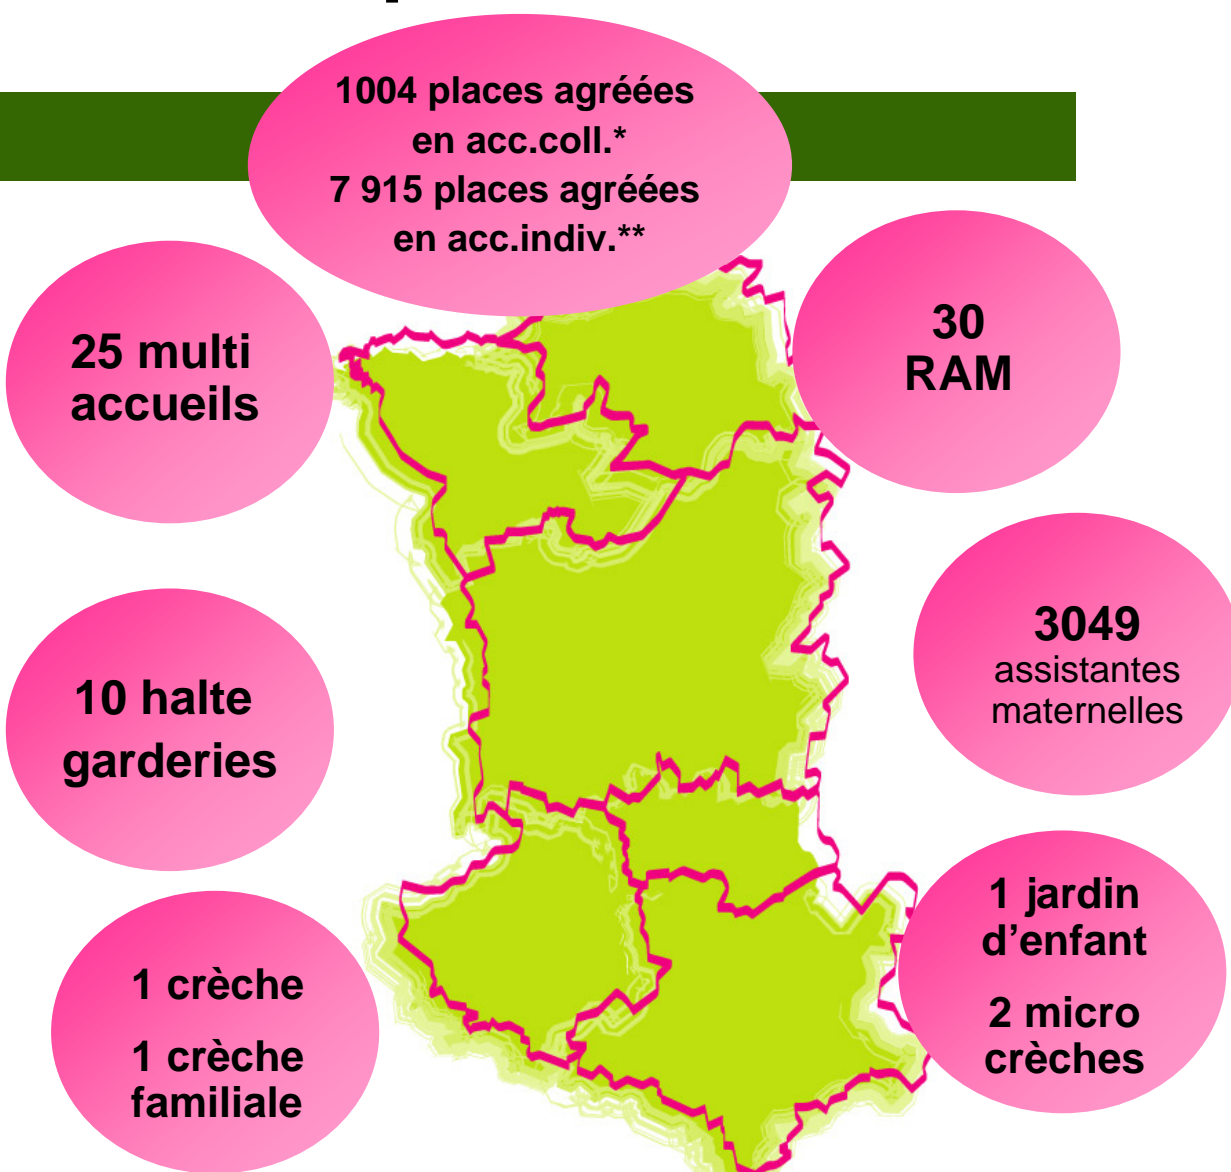 1004 places agréées
en acc.coll.*
7 915 places agréées
en acc.indiv.**
25 multi
accueils
30
RAM
10 halte
garderies
3049
assistantes
maternelles
1 crèche
1 crèche
familiale
1 jardin
d’enfant
2 micro
crèches